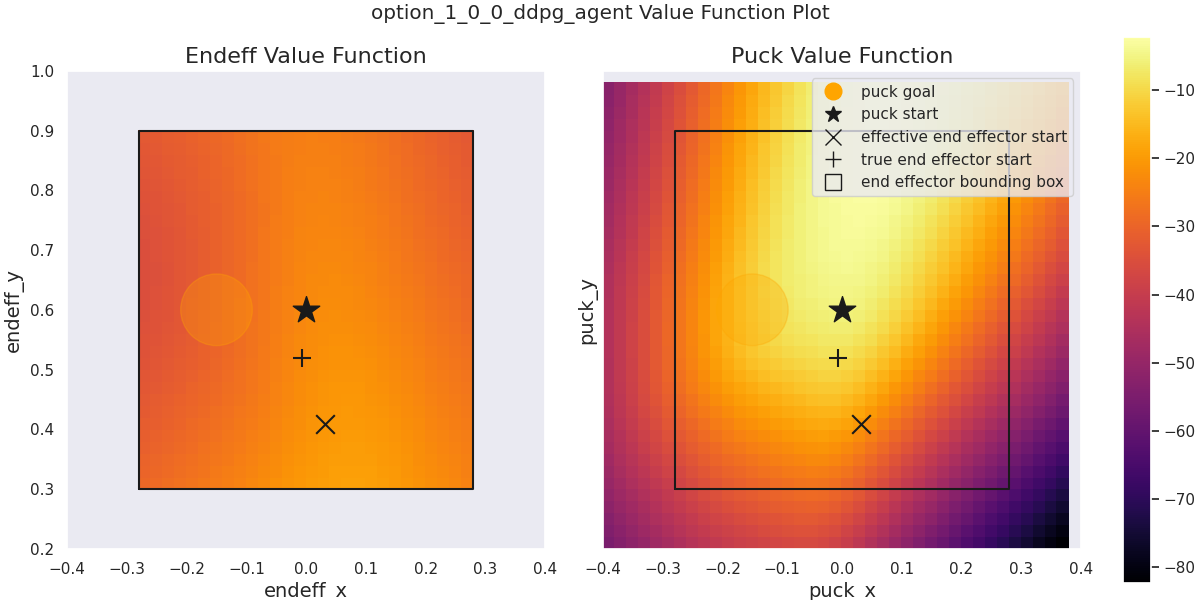 option_1_0_0_ddpg_agent Value Function Plot
Endeff Value Function
endeff_y
1.0
0.9
0.8
0.7
0.6
0.5
0.4
0.3
0.2
−0.4 −0.3 −0.2 −0.1 0.0 0.1 0.2 0.3 0.4
endeff_x
Puck Value Function
puck goal
puck start
effective end effector start
true end effector start
end effector bounding box
puck_y
−0.4 −0.3 −0.2 −0.1 0.0 0.1 0.2 0.3 0.4
puck_x
−10
−20
−30
−40
−50
−60
−70
−80